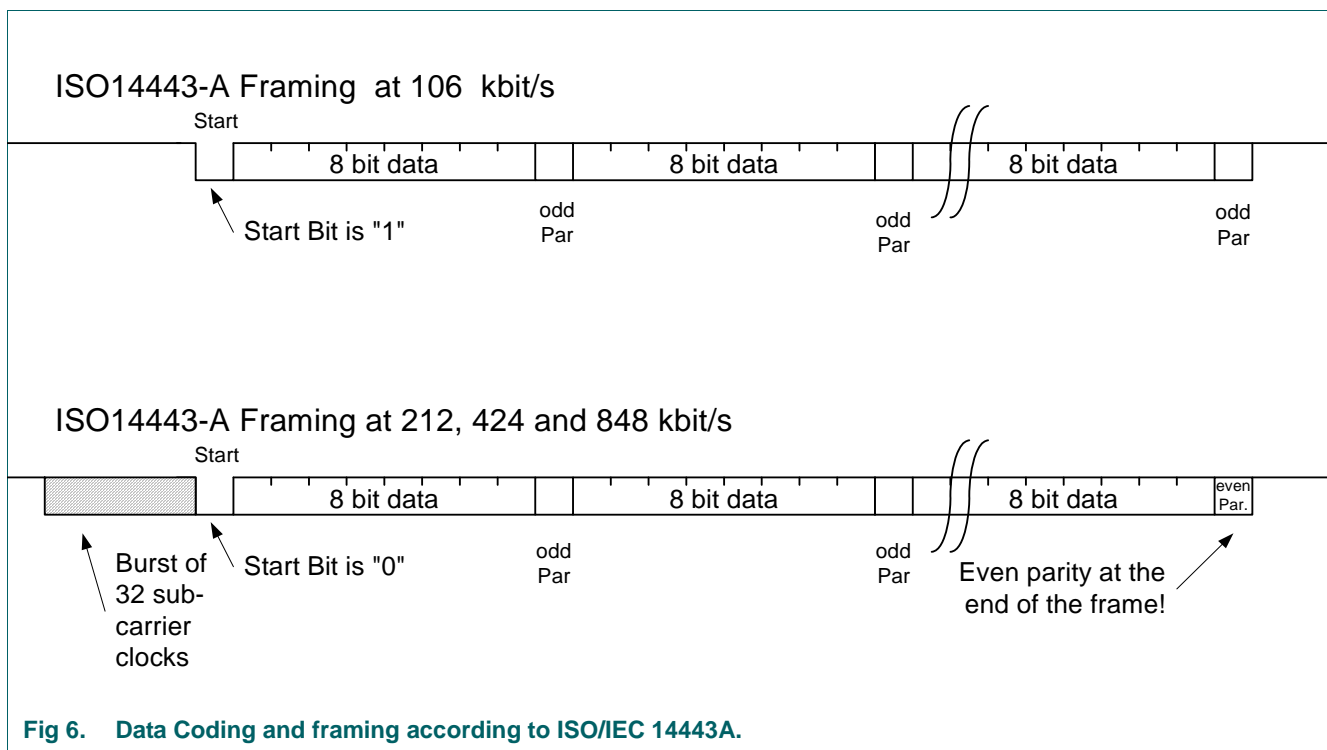 ISO14443-A Framing at 106 kbit/s
Start
8 bit data 8 bit data 8 bit data
odd Par
odd Par
odd Par
Start Bit is "1"
ISO14443-A Framing at 212, 424 and 848 kbit/s
Start
8 bit data 8 bit data 8 bit data
even
Par.
Burst of
32 sub-
carrier
clocks
Start Bit is "0"
odd Par
odd Par
Even parity at the
end of the frame!
Fig 6. Data Coding and framing according to ISO/IEC 14443A.